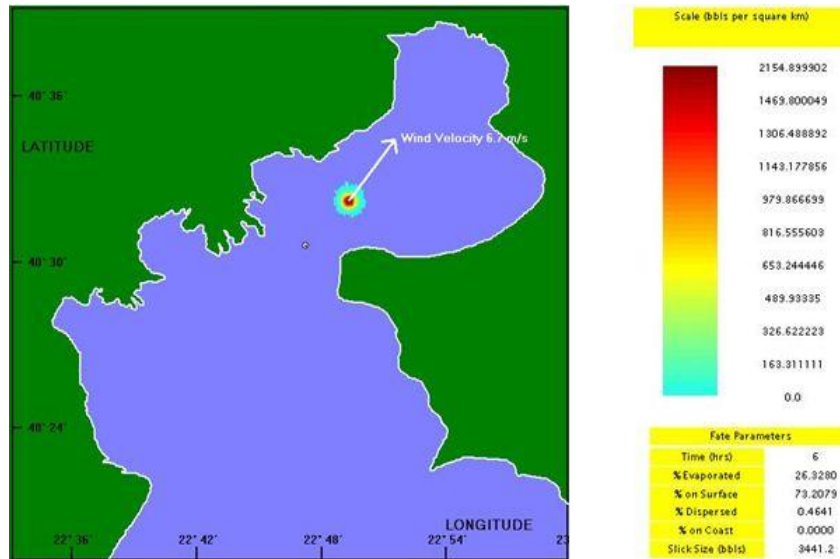 40° 36'
LATITUDE
Wind Velocity 6.7 m/s
40° 30'
40° 24'
LONGITUDE
22° 36'
22° 42'
22° 48'
22° 54'
23
Scale (bbls per square km)
2154.899902
1469.800049
1306.488892
1143.177856
979.866699
816.555603
653.244446
489.93335
326.622223
163.311111
0.0
Fate Parameters
Time (hrs) 6
% Evaporated 26.3280
% on Surface 73.2079
% Dispersed 0.4641
% on Coast 0.0000
Slick Size (bbls) 3441.2